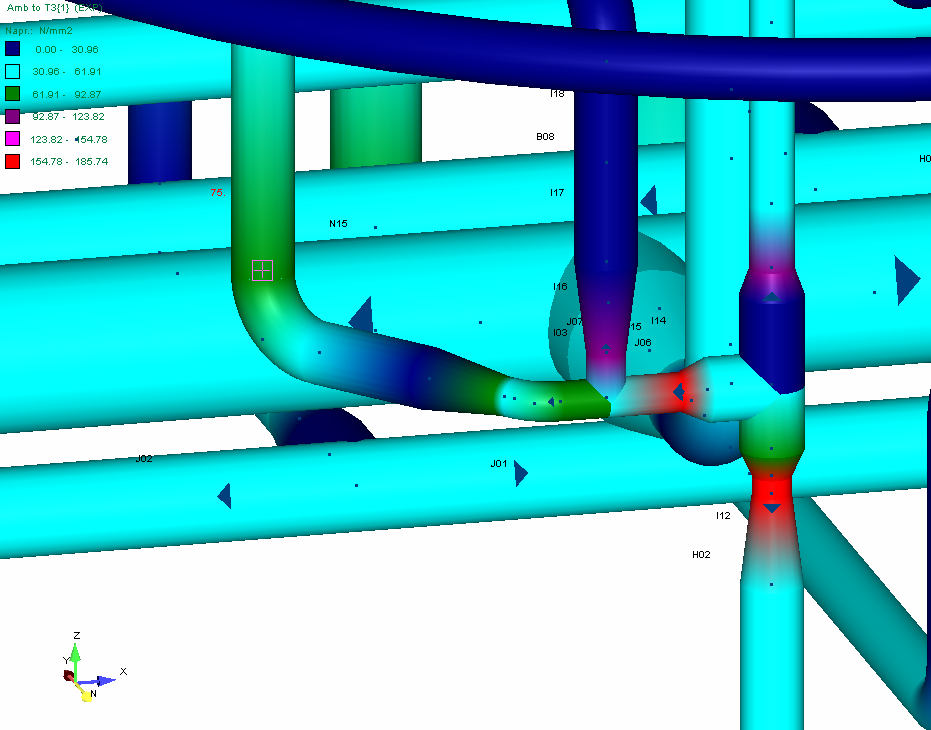 Amb to T3{1} (EXP)
Napr.: N/mm2
0.00 - 30.96
30.96 - 61.91
61.91 - 92.87
92.87 - 123.82
123.82 - 154.78
154.78 - 185.74
I18
B08
H0
75.
I17
N15
I16
J07
15
I14
I03
J06
J02
J01
I12
H02
Z
Y
X
N